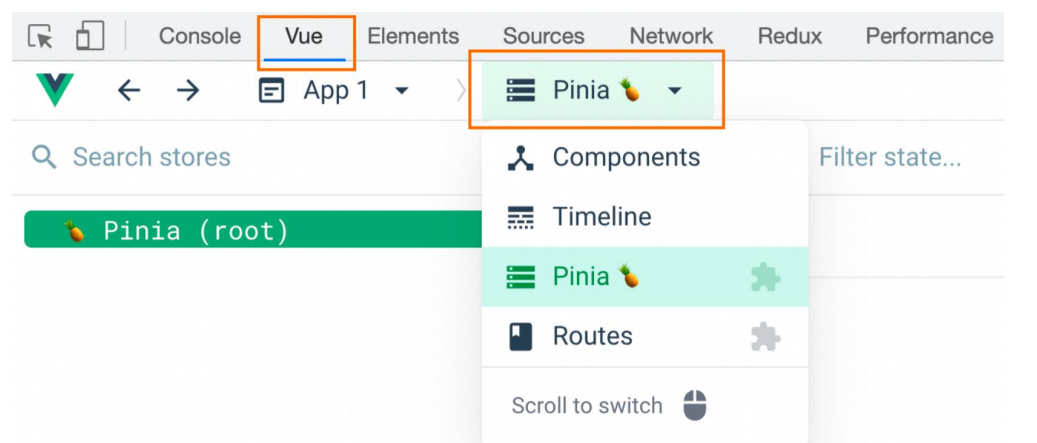 Console Vue Elements Sources Network Redux Performance
App 1 Pinia 🍍
Search stores
Components
Filter state...
Timeline
🍍 Pinia (root)
Pinia 🍍
Routes
Scroll to switch